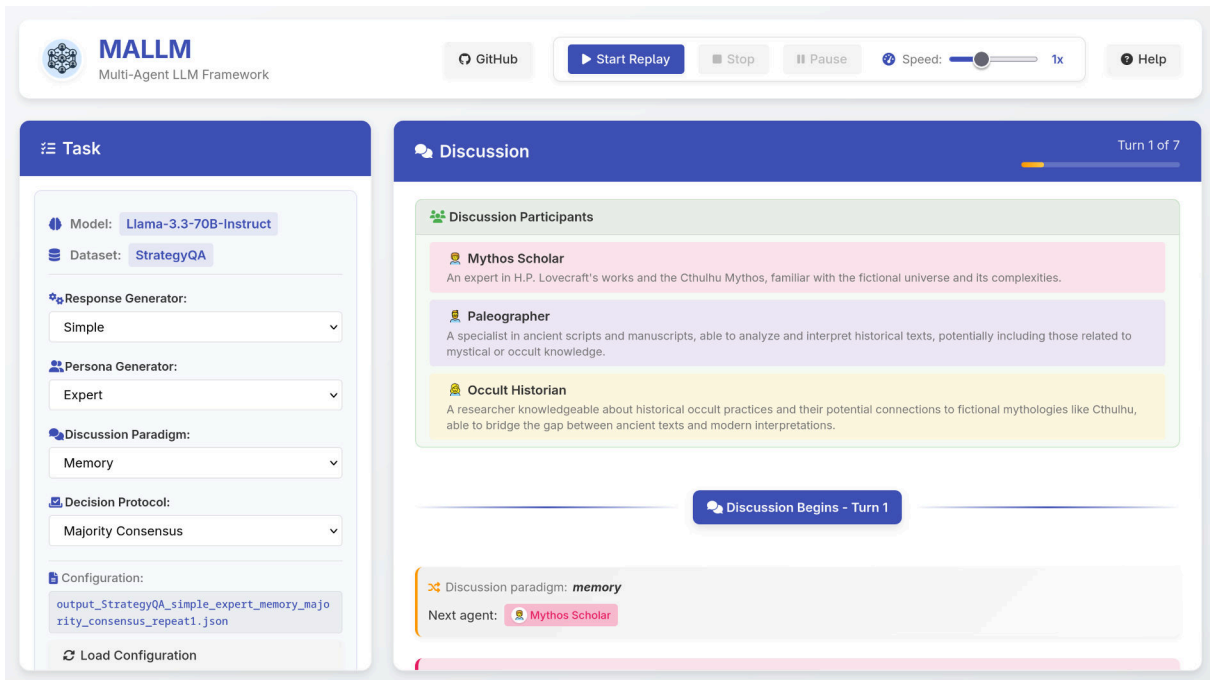 MALLM
Multi-Agent LLM Framework
GitHub
Start Replay
Stop
Pause
Speed:
1x
Help
Task
Model: Llama-3.3-70B-Instruct
Dataset: StrategyQA
Response Generator:
Simple
Persona Generator:
Expert
Discussion Paradigm:
Memory
Decision Protocol:
Majority Consensus
Configuration:
output_StrategyQA_simple_expert_memory_majo
rity_consensus_repeat1.json
Load Configuration
Discussion
Turn 1 of 7
Discussion Participants
Mythos Scholar
An expert in H.P. Lovecraft's works and the Cthulhu Mythos, familiar with the fictional universe and its complexities.
Paleographer
A specialist in ancient scripts and manuscripts, able to analyze and interpret historical texts, potentially including those related to
mystical or occult knowledge.
Occult Historian
A researcher knowledgeable about historical occult practices and their potential connections to fictional mythologies like Cthulhu,
able to bridge the gap between ancient texts and modern interpretations.
Discussion Begins - Turn 1
Discussion paradigm: memory
Next agent: Mythos Scholar